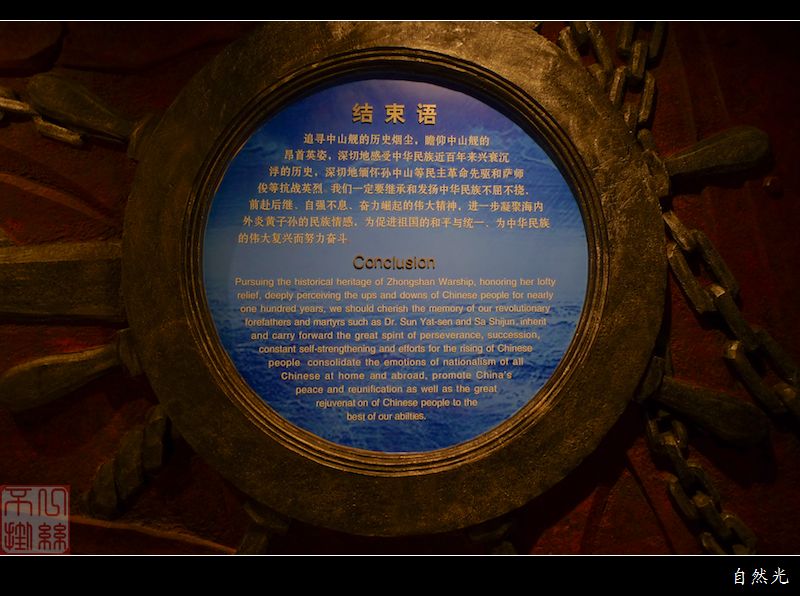 结束语
追寻中山舰的历史烟尘，瞻仰中山舰的
昂首英姿，深切地感受中华民族近百年来兴衰沉
浮的历史，深切地缅怀孙中山等民主革命先驱和萨师
俊等抗战英烈。我们一定要继承和发扬中华民族不屈不挠、
前赴后继、自强不息、奋力崛起的伟大精神，进一步凝聚海内
外炎黄子孙的民族情感，为促进祖国的和平与统一、为中华民族
的伟大复兴而努力奋斗
Conclusion
Pursuing the historical heritage of Zhongshan Warship, honoring her lofty
relief, deeply perceiving the ups and downs of Chinese people for nearly
one hundred years, we should cherish the memory of our revolutionary
forefathers and martyrs such as Dr. Sun Yat-sen and Sa Shijun, inherit
and carry forward the great spirit of perseverance, succession,
constant self-strengthening and efforts for the rising of Chinese
people consolidate the emotions of nationalism of all
Chinese at home and abroad, promote China's
peace and reunification as well as the great
rejuvenat on of Chinese people to the
best of our abilties.
自然光